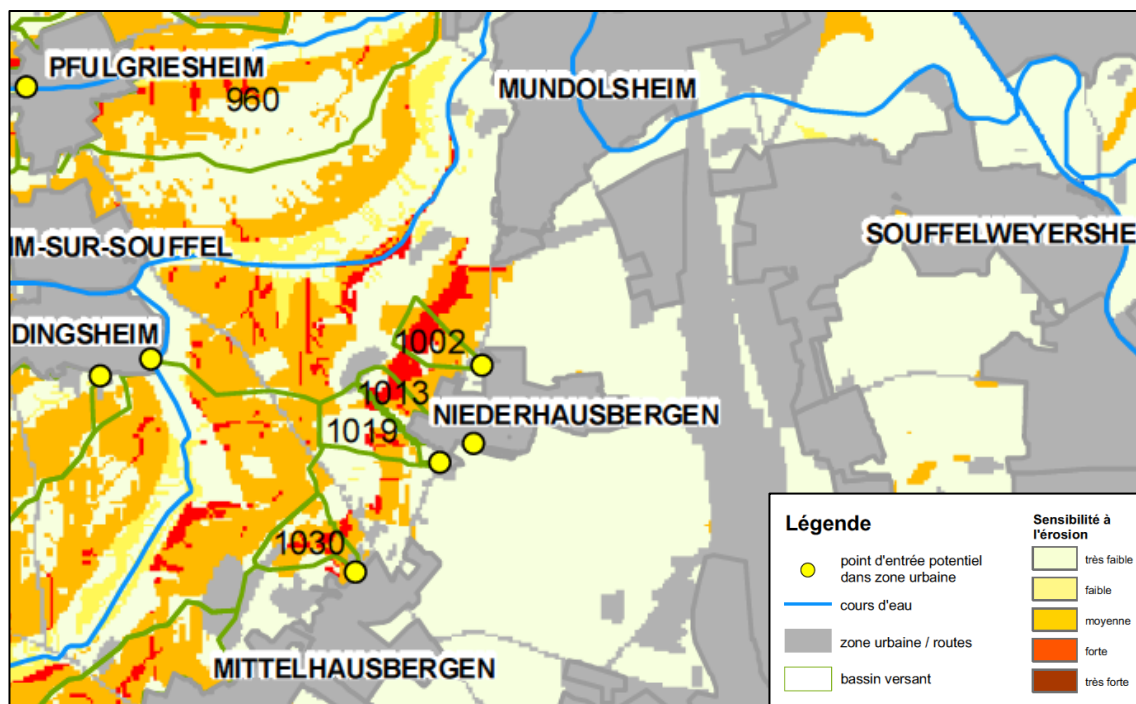 PFULGRIESHEIM
960
MUNDOLSHEIM
IM-SUR-SOUFFEL
SOUFFELWEYERSHE
DINGSHEIM
1002
1013
NIEDERHAUSBERGEN
1019
1030
MITTELHAUSBERGEN
Légende
point d'entrée potentiel
dans zone urbaine
cours d'eau
zone urbaine / routes
bassin versant
Sensibilité à
l'érosion
très faible
faible
moyenne
forte
très forte